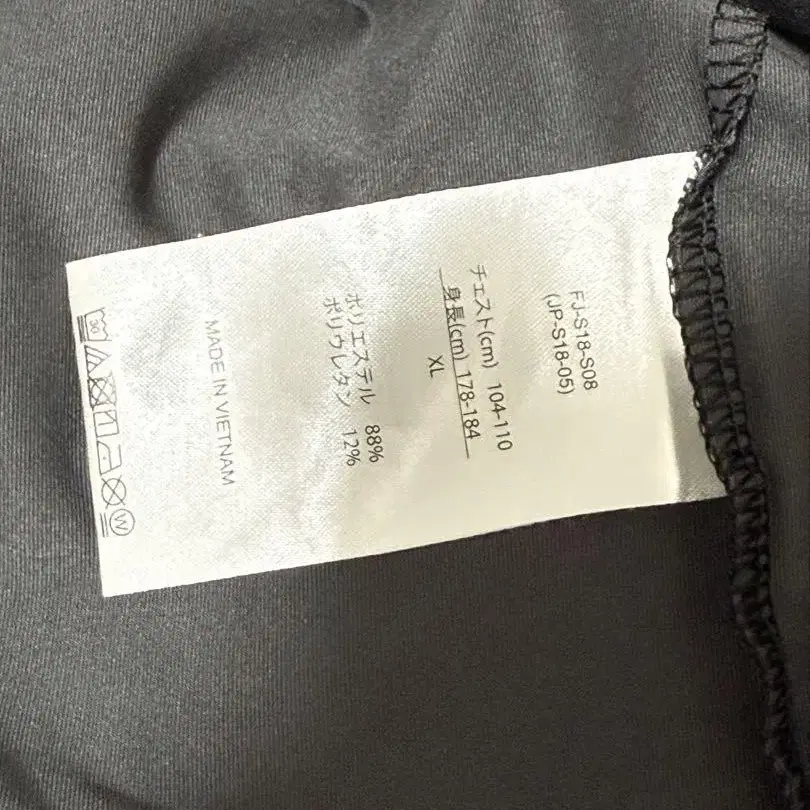 FJ-S18-S08
(JP-S18-05)
チェスト(cm) 104-110
身長(cm) 178-184
XL
ポリエステル 88%
ポリウレタン 12%
MADE IN VIETNAM
30
W